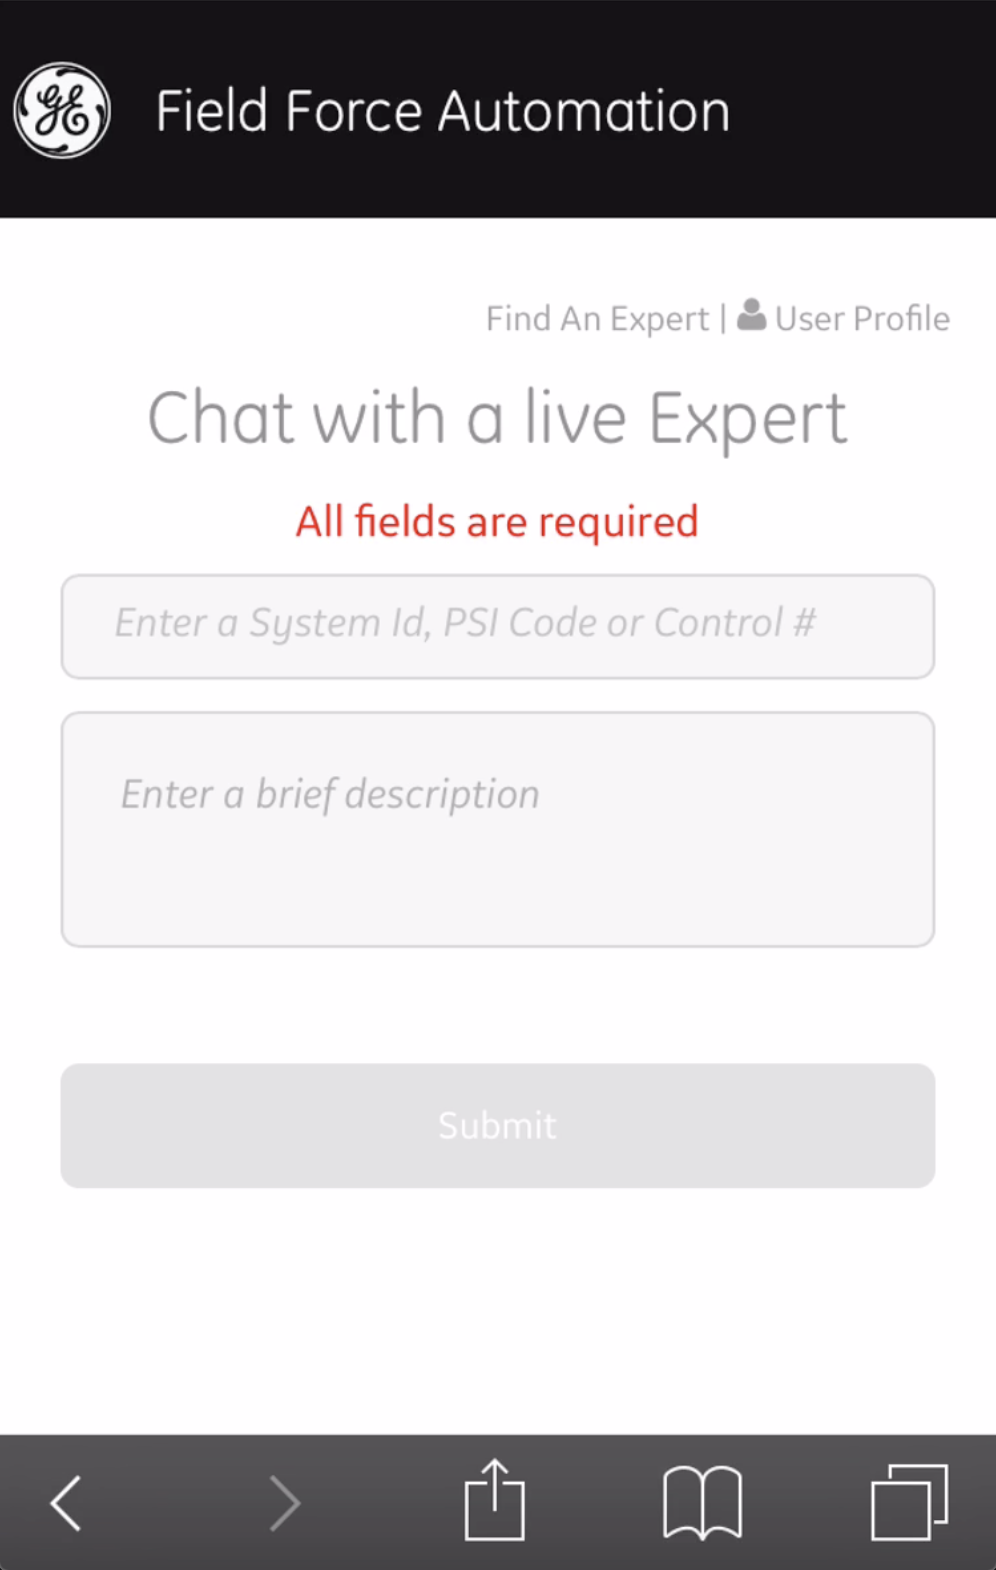 GE
Field Force Automation
Find An Expert | User Profile
Chat with a live Expert
All fields are required
Enter a System Id, PSI Code or Control #
Enter a brief description
Submit